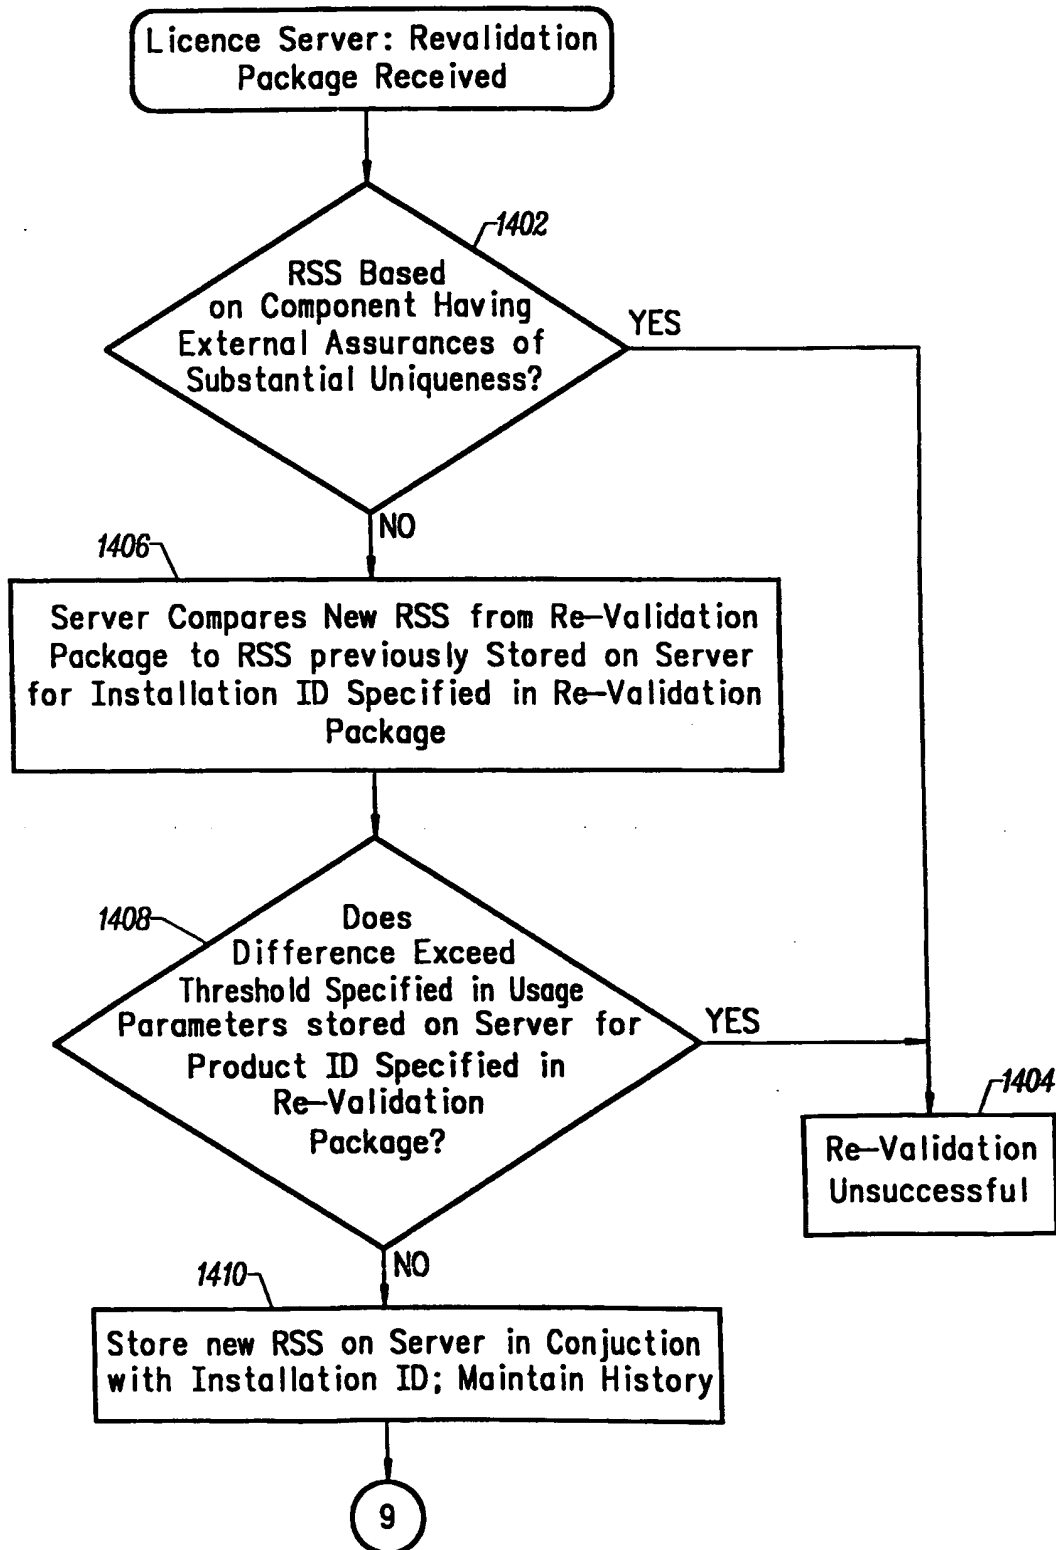 Licence Server: Revalidation
Package Received
1402
RSS Based
on Component Having
External Assurances of
Substantial Uniqueness?
YES
NO
1406
Server Compares New RSS from Re-Validation
Package to RSS previously Stored on Server
for Installation ID Specified in Re-Validation
Package
1408
Does
Difference Exceed
Threshold Specified in Usage
Parameters stored on Server for
Product ID Specified in
Re-Validation
Package?
YES
1404
Re-Validation
Unsuccessful
NO
1410
Store new RSS on Server in Conjuction
with Installation ID; Maintain History
9